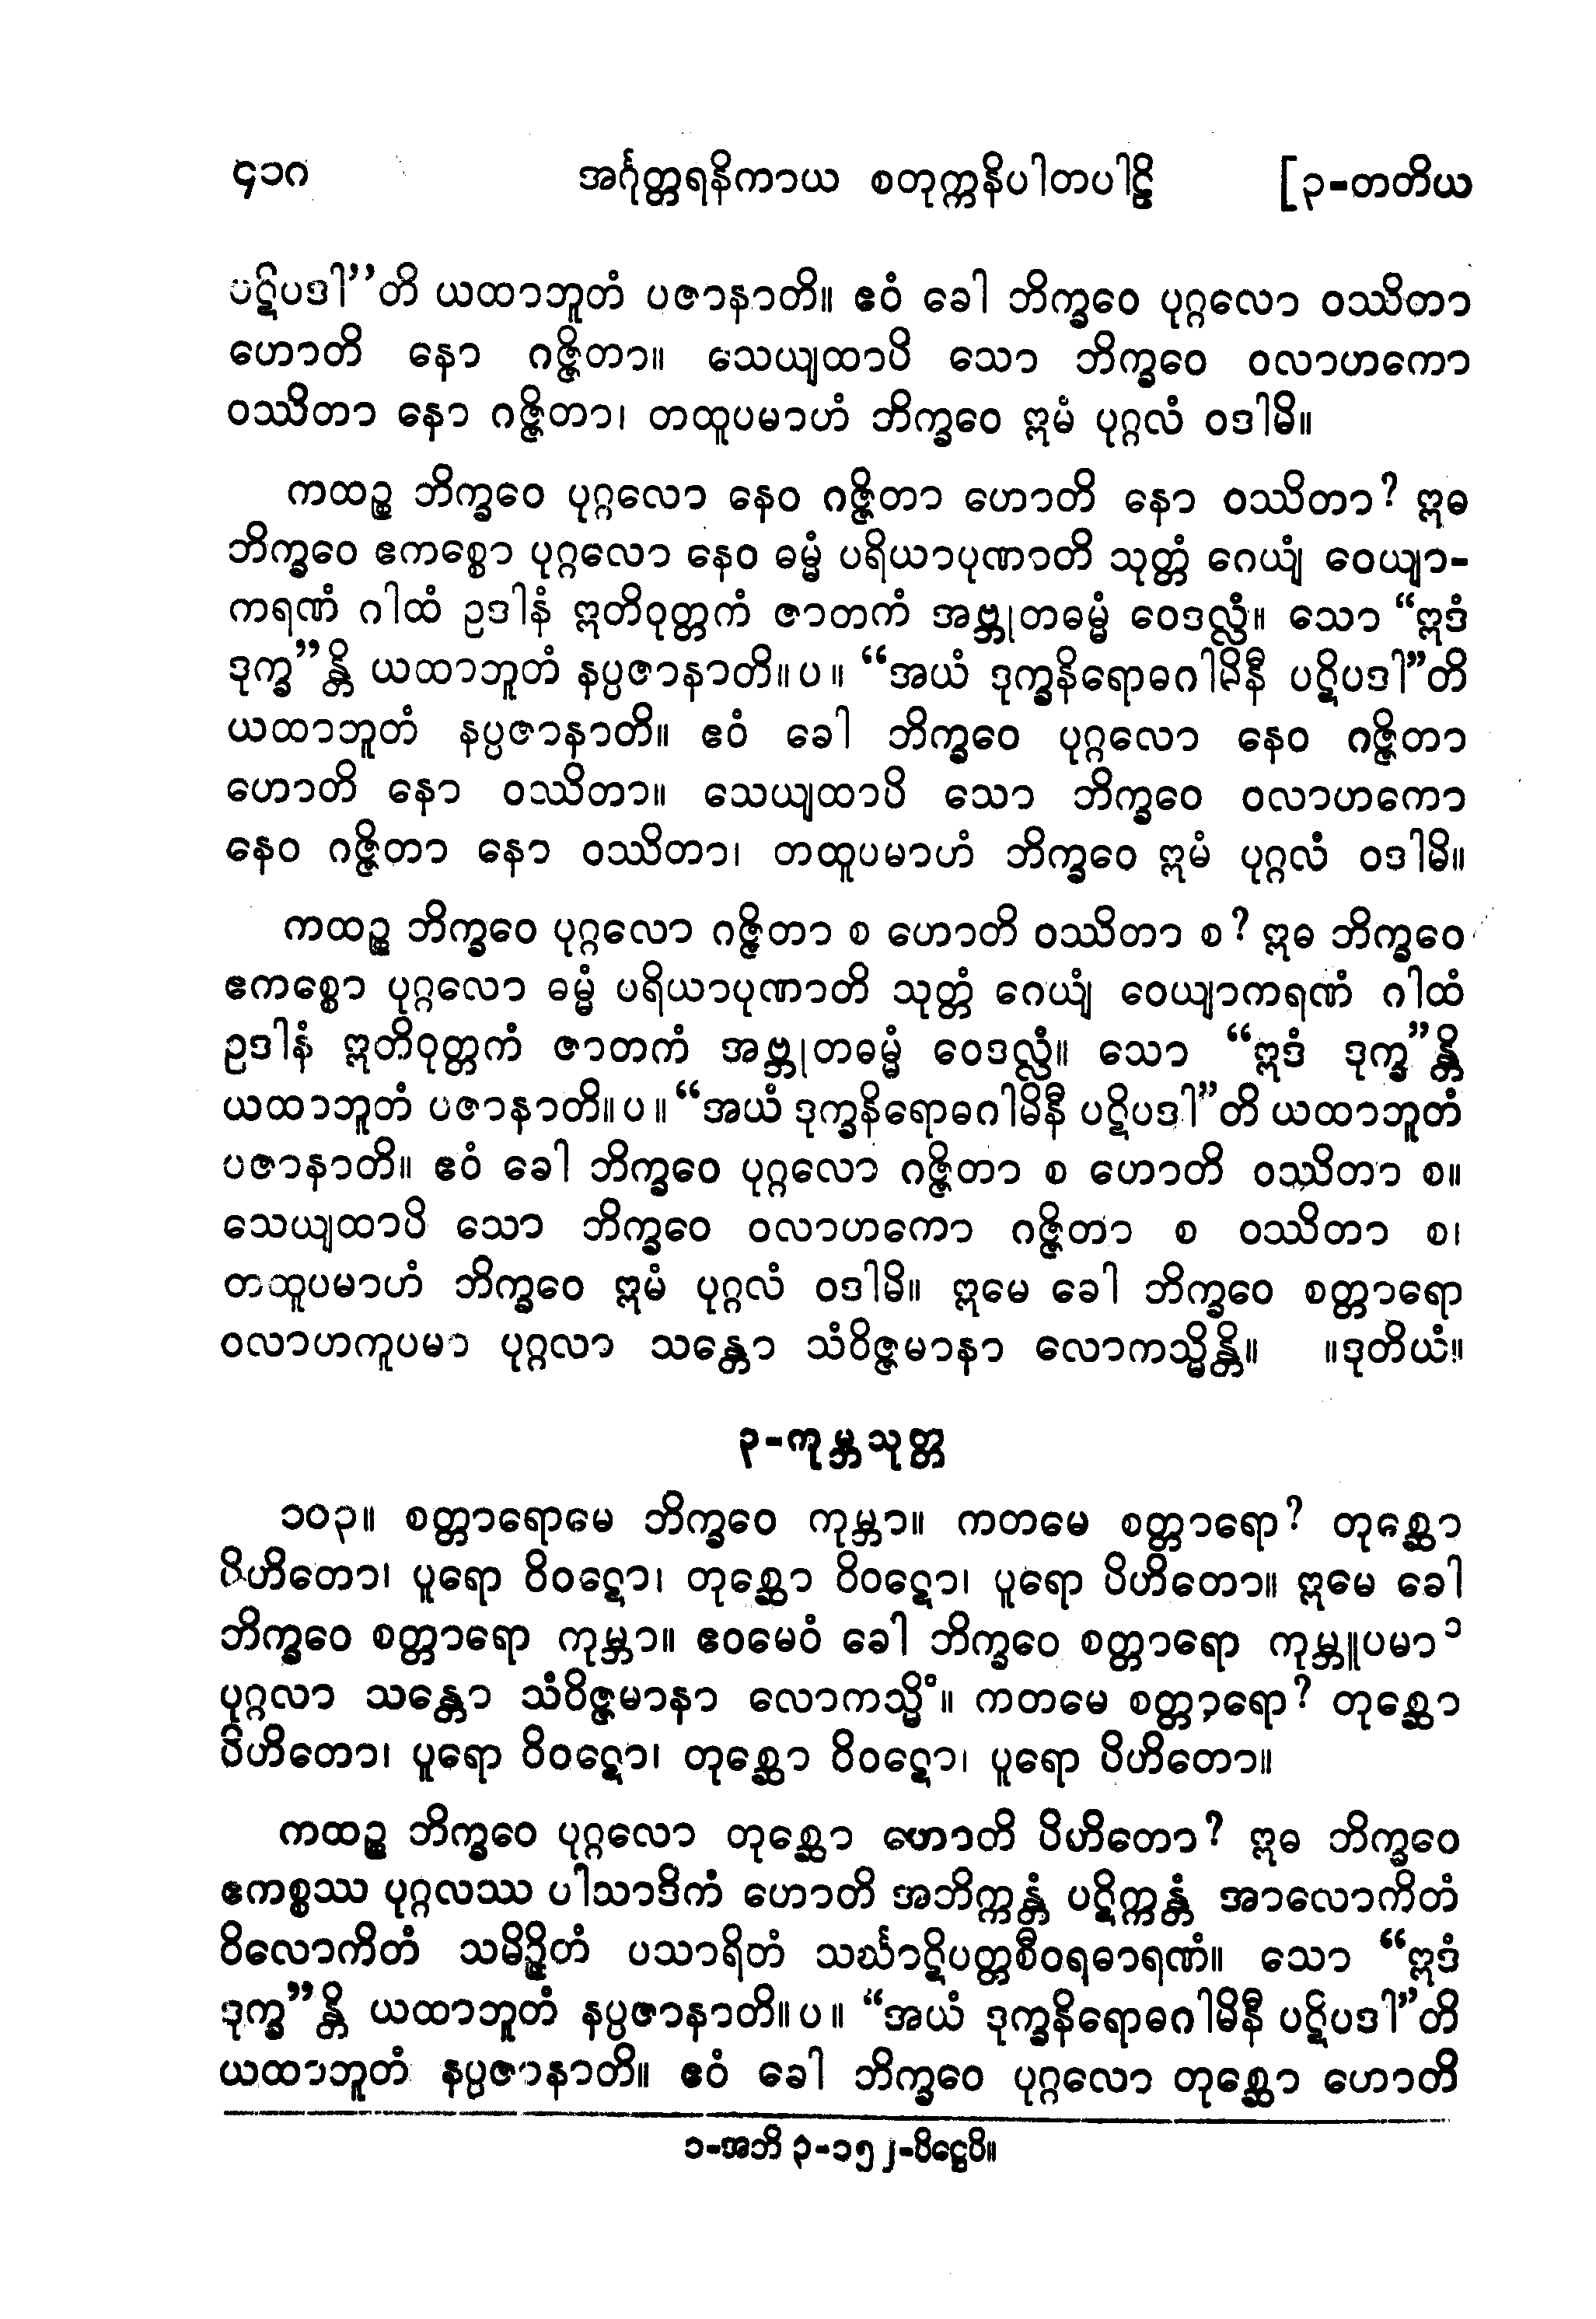 ၄၁ဂ အင်္ဂုတ္တရနိကာယ စတုက္ကနိပါတပါဠိ [၃-တတိယ
ပဋိပဒါ’’တိ ယထာဘူတံ ပဇာနာတိ။ ဧဝံ ခေါ ဘိက္ခဝေ ပုဂ္ဂလော ဝဿိတာ
ဟောတိ နော ဂဇ္ဇိတာ။ သေယျထာပိ သော ဘိက္ခဝေ ဝလာဟကော
ဝဿိတာ နော ဂဇ္ဇိတာ၊ တထူပမာဟံ ဘိက္ခဝေ ဣမံ ပုဂ္ဂလံ ဝဒါမိ။
ကထဉ္စ ဘိက္ခဝေ ပုဂ္ဂလော နေဝ ဂဇ္ဇိတာ ဟောတိ နော ဝဿိတာ? ဣဓ
ဘိက္ခဝေ ဧကစ္စော ပုဂ္ဂလော နေဝ ဓမ္မံ ပရိယာပုဏာတိ သုတ္တံ ဂေယျံ ဝေယျာ-
ကရဏံ ဂါထံ ဥဒါနံ ဣတိဝုတ္တကံ ဇာတကံ အဗ္ဘုတဓမ္မံ ဝေဒလ္လံ။ သော “ဣဒံ
ဒုက္ခ”န္တိ ယထာဘူတံ နပ္ပဇာနာတိ။ပ။ “အယံ ဒုက္ခနိရောဓဂါမိနီ ပဋိပဒါ”တိ
ယထာဘူတံ နပ္ပဇာနာတိ။ ဧဝံ ခေါ ဘိက္ခဝေ ပုဂ္ဂလော နေဝ ဂဇ္ဇိတာ
ဟောတိ နော ဝဿိတာ။ သေယျထာပိ သော ဘိက္ခဝေ ဝလာဟကော
နေဝ ဂဇ္ဇိတာ နော ဝဿိတာ၊ တထူပမာဟံ ဘိက္ခဝေ ဣမံ ပုဂ္ဂလံ ဝဒါမိ။
ကထဉ္စ ဘိက္ခဝေ ပုဂ္ဂလော ဂဇ္ဇိတာ စ ဟောတိ ဝဿိတာ စ? ဣဓ ဘိက္ခဝေ
ဧကစ္စော ပုဂ္ဂလော ဓမ္မံ ပရိယာပုဏာတိ သုတ္တံ ဂေယျံ ဝေယျာကရဏံ ဂါထံ
ဥဒါနံ ဣတိဝုတ္တကံ ဇာတကံ အဗ္ဘုတဓမ္မံ ဝေဒလ္လံ။ သော “ဣဒံ ဒုက္ခ”န္တိ
ယထာဘူတံ ပဇာနာတိ။ပ။ “အယံ ဒုက္ခနိရောဓဂါမိနီ ပဋိပဒါ”တိ ယထာဘူတံ
ပဇာနာတိ။ ဧဝံ ခေါ ဘိက္ခဝေ ပုဂ္ဂလော ဂဇ္ဇိတာ စ ဟောတိ ဝဿိတာ စ။
သေယျထာပိ သော ဘိက္ခဝေ ဝလာဟကော ဂဇ္ဇိတာ စ ဝဿိတာ စ၊
တထူပမာဟံ ဘိက္ခဝေ ဣမံ ပုဂ္ဂလံ ဝဒါမိ။ ဣမေ ခေါ ဘိက္ခဝေ စတ္တာရော
ဝလာဟကူပမာ ပုဂ္ဂလာ သန္တော သံဝိဇ္ဇမာနာ လောကသ္မိန္တိ။ ။ဒုတိယံ။
၃-ကုမ္ဘသုတ္တ
၁၀၃။ စတ္တာရောမေ ဘိက္ခဝေ ကုမ္ဘာ။ ကတမေ စတ္တာရော? တုစ္ဆော
ပိဟိတော၊ ပူရော ဝိဝဋော၊ တုစ္ဆော ဝိဝဋော၊ ပူရော ပိဟိတော။ ဣမေ ခေါ
ဘိက္ခဝေ စတ္တာရော ကုမ္ဘာ။ ဧဝမေဝံ ခေါ ဘိက္ခဝေ စတ္တာရော ကုမ္ဘူပမာ ၁
ပုဂ္ဂလာ သန္တော သံဝိဇ္ဇမာနာ လောကသ္မိံ။ ကတမေ စတ္တာရော? တုစ္ဆော
ပိဟိတော၊ ပူရော ဝိဝဋော၊ တုစ္ဆော ဝိဝဋော၊ ပူရော ပိဟိတော။
ကထဉ္စ ဘိက္ခဝေ ပုဂ္ဂလော တုစ္ဆော ဟောတိ ပိဟိတော? ဣဓ ဘိက္ခဝေ
ဧကစ္စဿ ပုဂ္ဂလဿ ပါသာဒိကံ ဟောတိ အဘိက္ကန္တံ ပဋိက္ကန္တံ အာလောကိတံ
ဝိလောကိတံ သမိဉ္ဇိတံ ပသာရိတံ သင်္ဃာဋိပတ္တစီဝရဓာရဏံ။ သော “ဣဒံ
ဒုက္ခ”န္တိ ယထာဘူတံ နပ္ပဇာနာတိ။ပ။ “အယံ ဒုက္ခနိရောဓဂါမိနီ ပဋိပဒါ”တိ
ယထာဘူတံ နပ္ပဇာနာတိ။ ဧဝံ ခေါ ဘိက္ခဝေ ပုဂ္ဂလော တုစ္ဆော ဟောတိ
၁-အဘိ ၃-၁၅၂-ပိဋ္ဌေပိ။